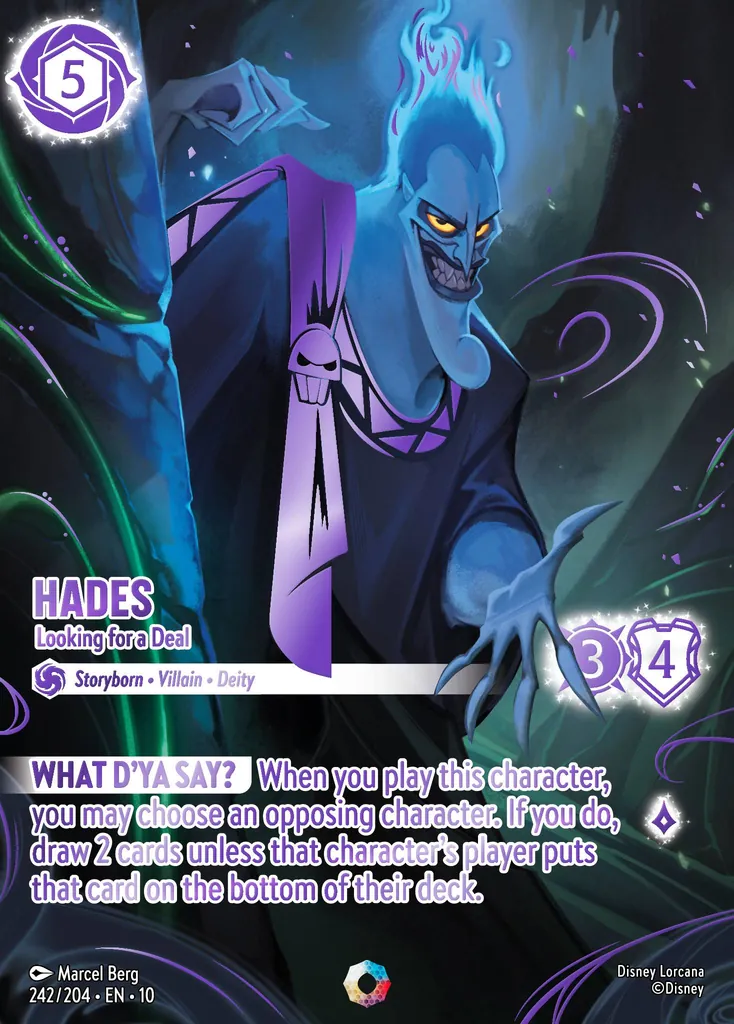 5
HADES
Looking for a Deal
Storyborn • Villain • Deity
3 4
WHAT D'YA SAY? When you play this character,
you may choose an opposing character. If you do,
draw 2 cards unless that character's player puts
that card on the bottom of their deck.
Marcel Berg
242/204 • EN • 10
Disney Lorcana
©Disney